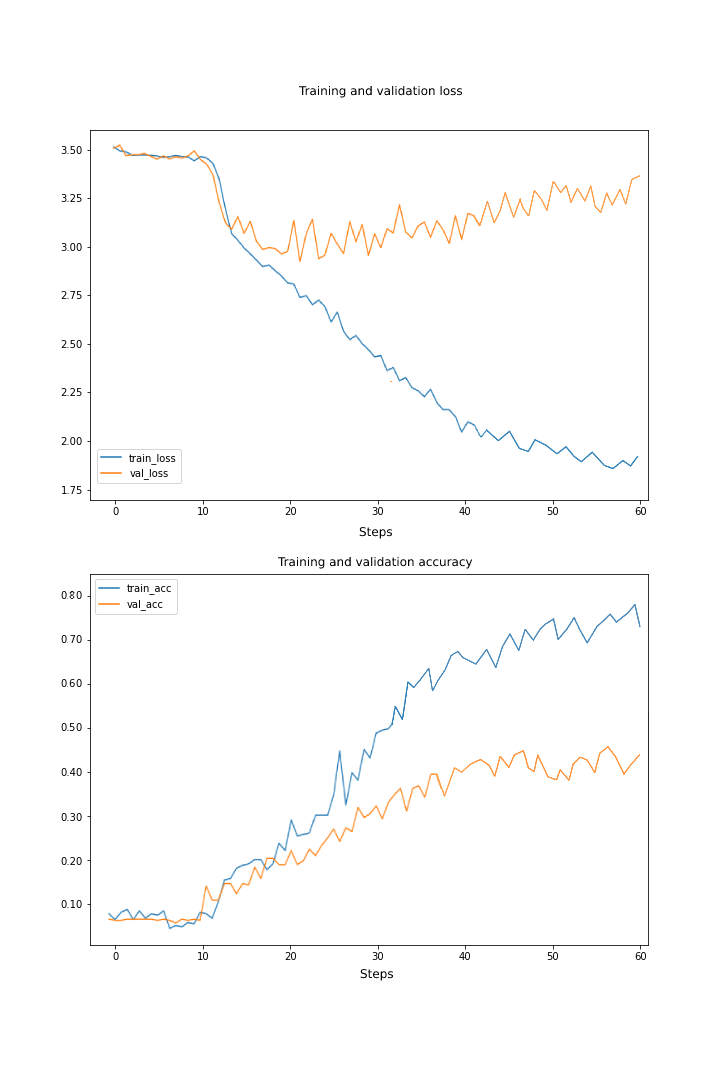 Training and validation loss
3.50
3.25
3.00
2.75
2.50
2.25
2.00
1.75
train_loss
val_loss
0 10 20 30 40 50 60
Steps
Training and validation accuracy
train_acc
val_acc
0.80
0.70
0.60
0.50
0.40
0.30
0.20
0.10
0 10 20 30 40 50 60
Steps